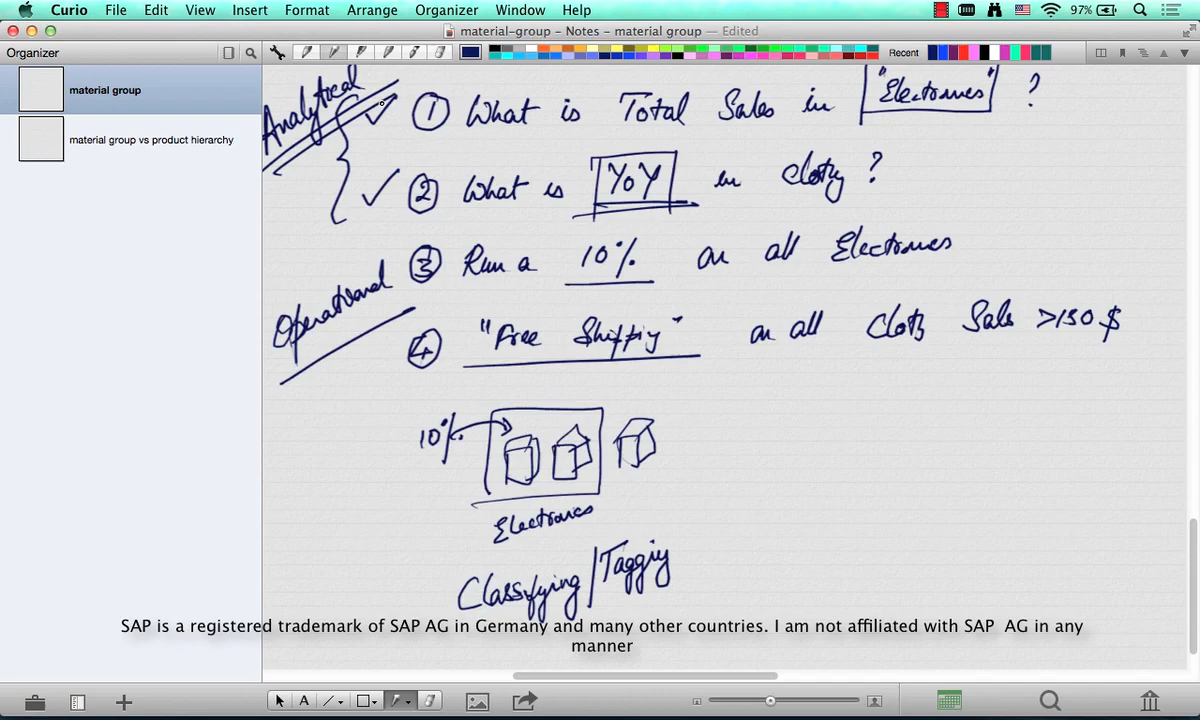 Curio File Edit View Insert Format Arrange Organizer Window Help 97%
material-group – Notes – material group — Edited
Organizer
Recent
material group
material group vs product hierarchy
Analytical
① What is Total Sales in "Electronics" ?
② What is YoY in cloths ?
Operational
③ Run a 10% on all Electronics
④ "Free Shipping" on all cloths Sales >150 $
10%
Electronics
Classifying/Tagging
SAP is a registered trademark of SAP AG in Germany and many other countries. I am not affiliated with SAP AG in any
manner
A